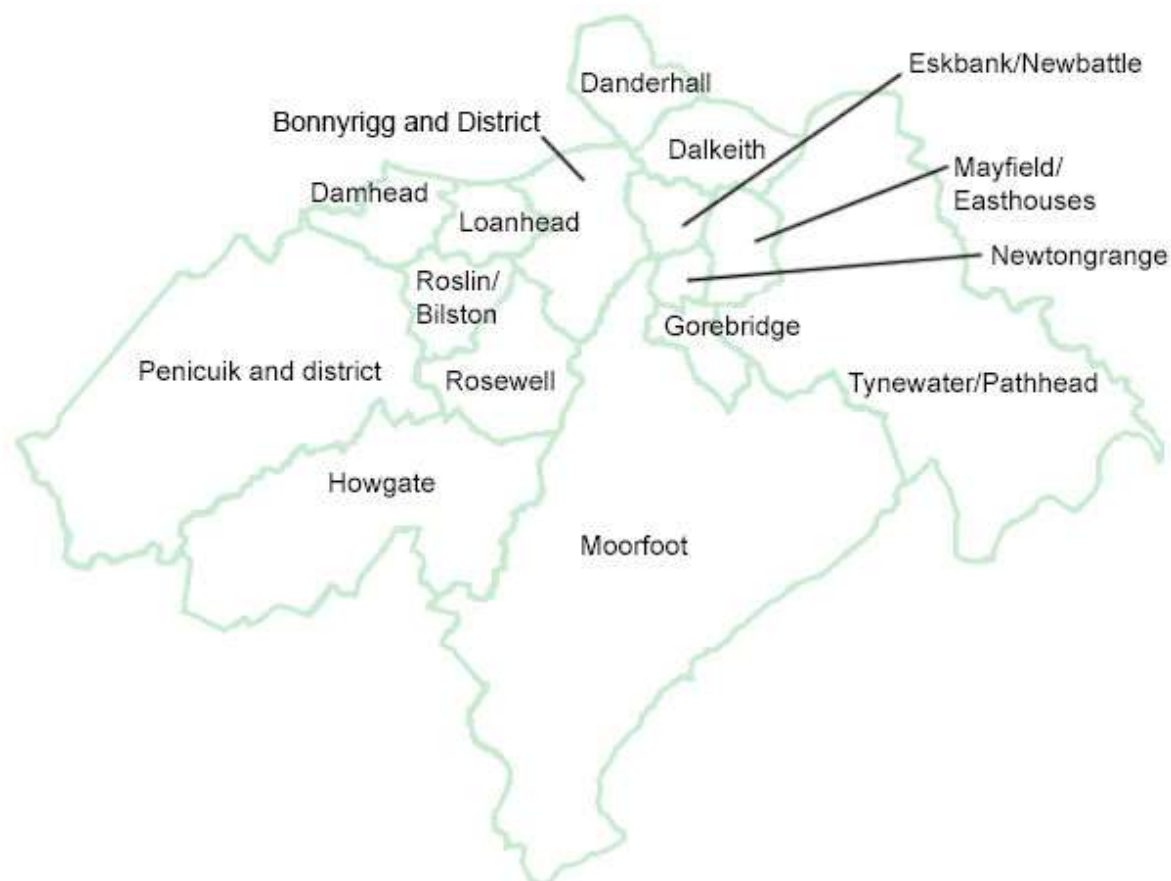 Eskbank/Newbattle
Danderhall
Bonnyrigg and District
Dalkeith
Mayfield/
Easthouses
Damhead
Loanhead
Newtongrange
Roslin/
Bilston
Gorebridge
Penicuik and district
Rosewell
Tynewater/Pathhead
Howgate
Moorfoot